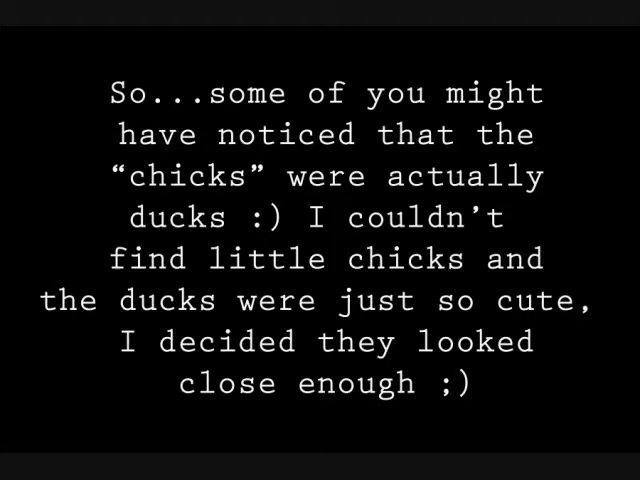 So...some of you might
have noticed that the
“chicks” were actually
ducks :) I couldn’t
find little chicks and
the ducks were just so cute,
I decided they looked
close enough ;)